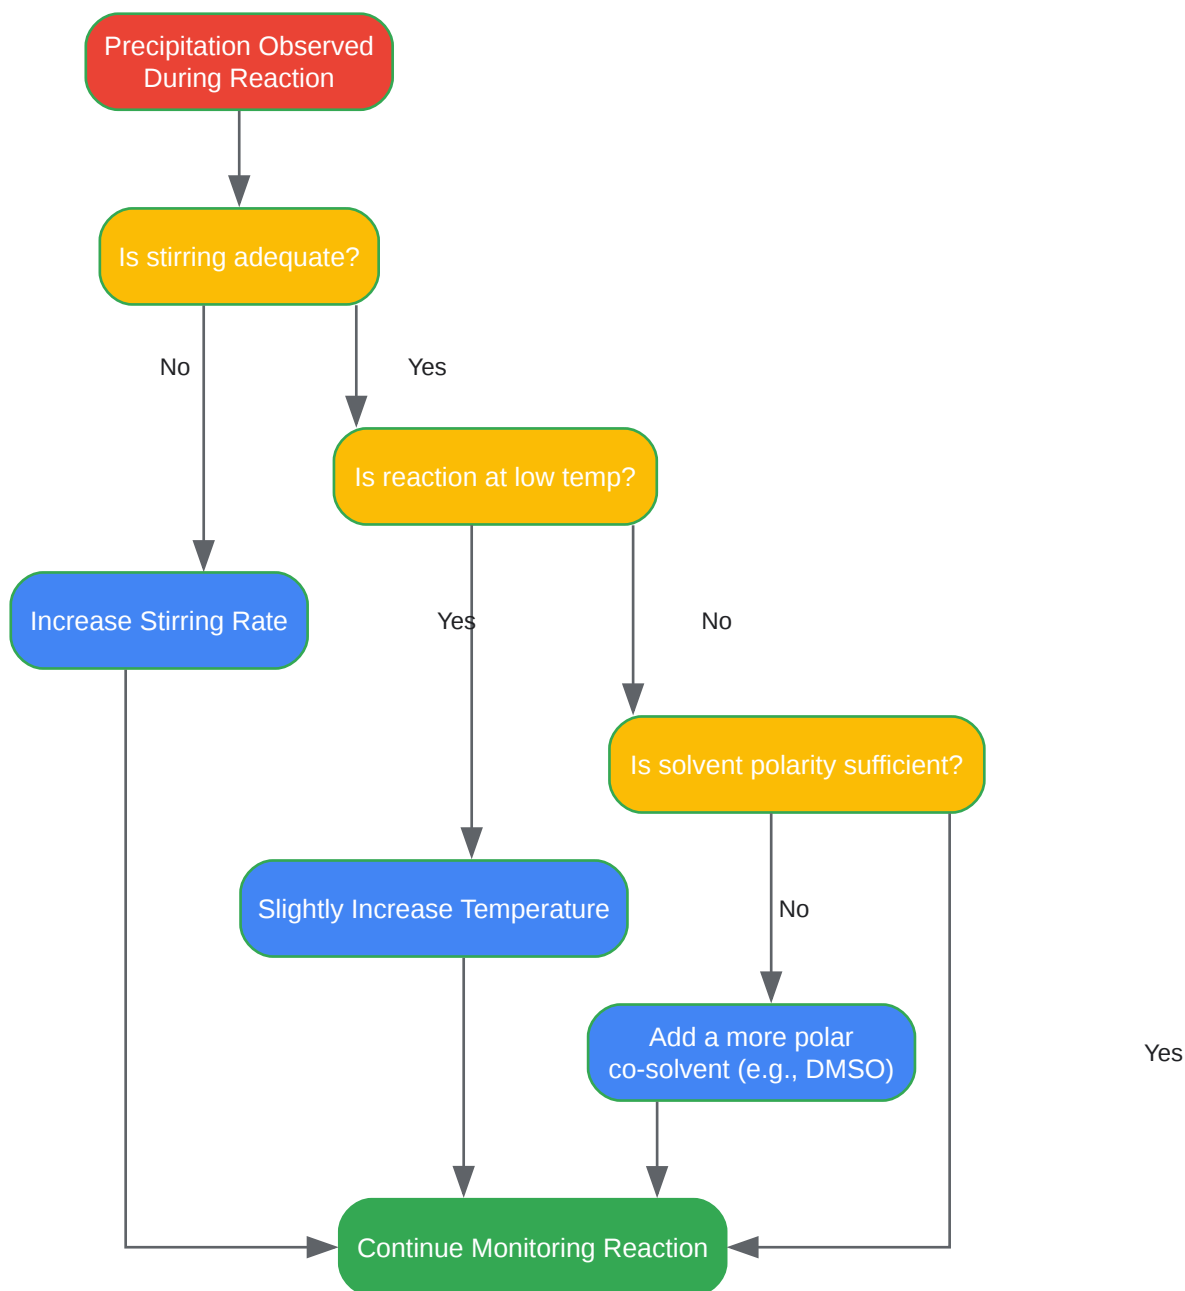 Precipitation Observed
During Reaction
Is stirring adequate?
No
Yes
Is reaction at low temp?
Increase Stirring Rate
Yes
No
Is solvent polarity sufficient?
Slightly Increase Temperature
No
Add a more polar
co-solvent (e.g., DMSO)
Yes
Continue Monitoring Reaction